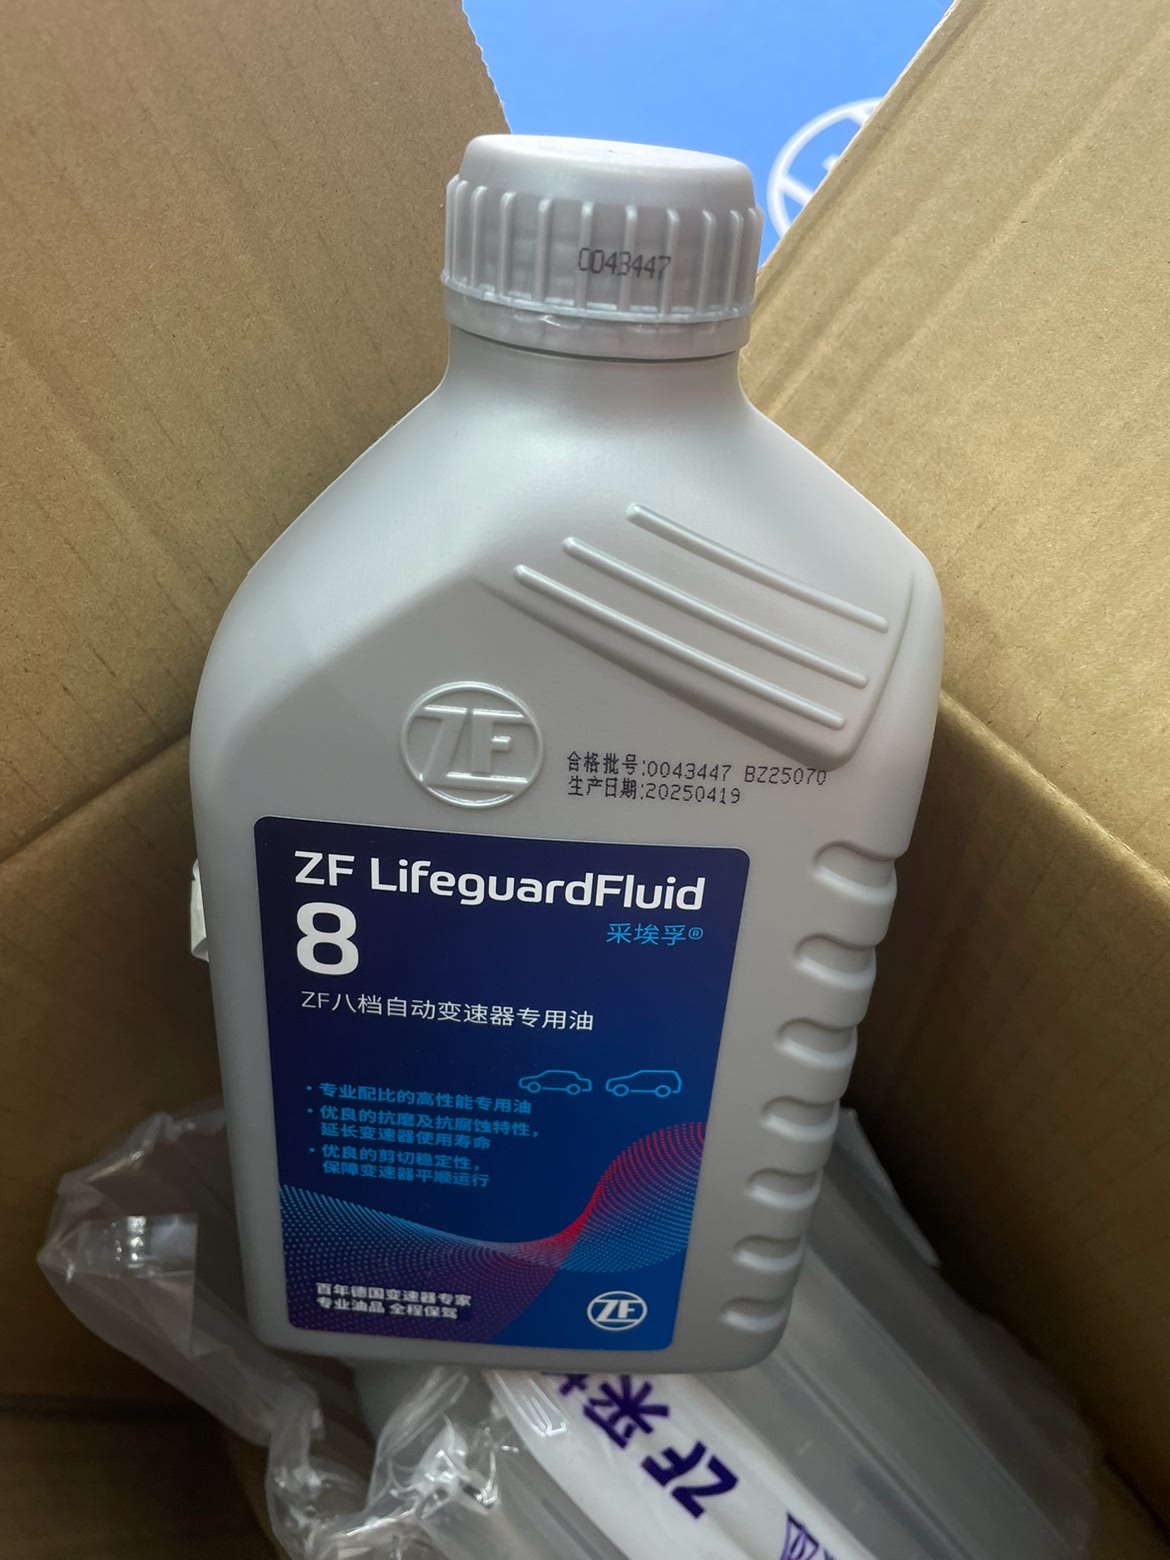 0043447
ZF
合格批号:0043447 BZ25070
生产日期:20250419
ZF LifeguardFluid
8
采埃孚®
ZF八档自动变速器专用油
· 专业配比的高性能专用油
· 优良的抗磨及抗腐蚀特性，
延长变速器使用寿命
· 优良的剪切稳定性，
保障变速器平顺运行
百年德国变速器专家
专业油品 全程保驾
ZF
ZF 采